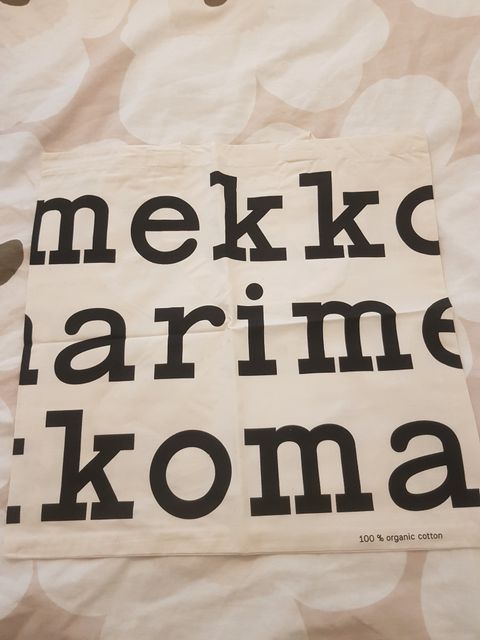 mekko
arime
koma
100 % organic cotton